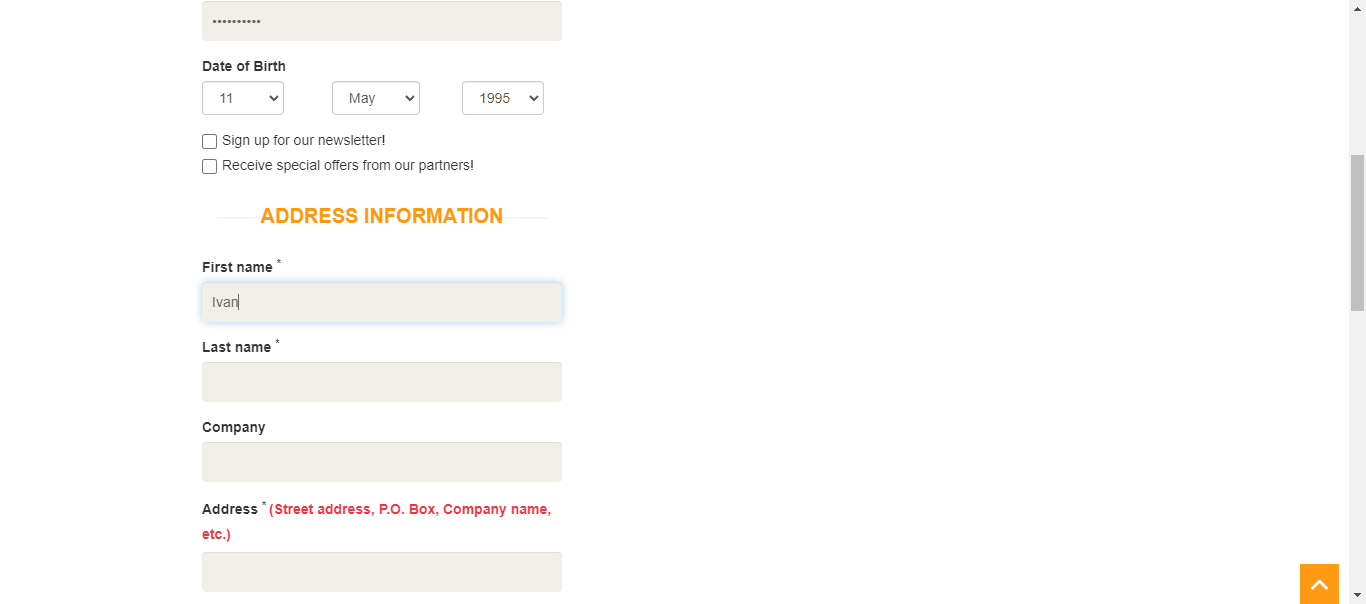 ••••••••••
Date of Birth
11 May 1995
Sign up for our newsletter!
Receive special offers from our partners!
ADDRESS INFORMATION
First name *
Ivan
Last name *
Company
Address * (Street address, P.O. Box, Company name,
etc.)